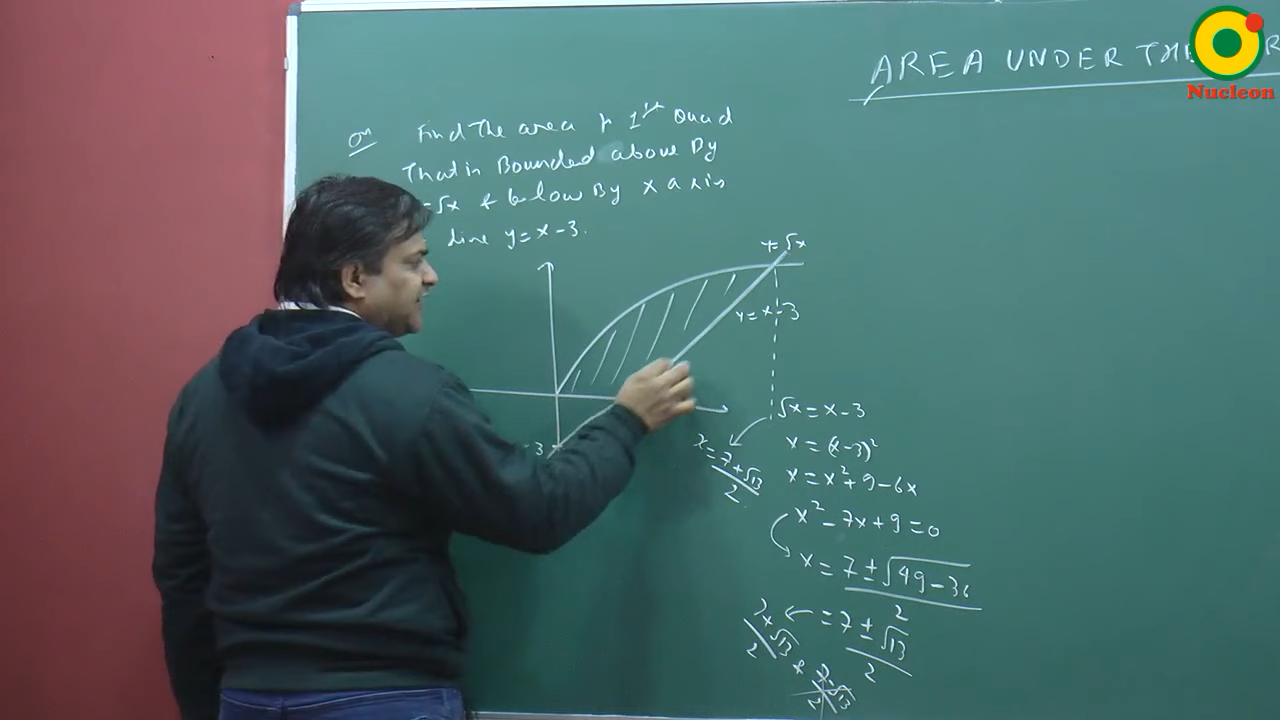 AREA UNDER THE
Nucleon
Qn Find The area of 1st Quad
That is Bounded above By
=√x & below By x axis
line y=x-3.
y=√x
y=x-3
-3
√x=x-3
x=(x-3)²
x=x²+9-6x
x²-7x+9=0
x=7±√49-36
2
=7±√13
2
x=7+√13
2